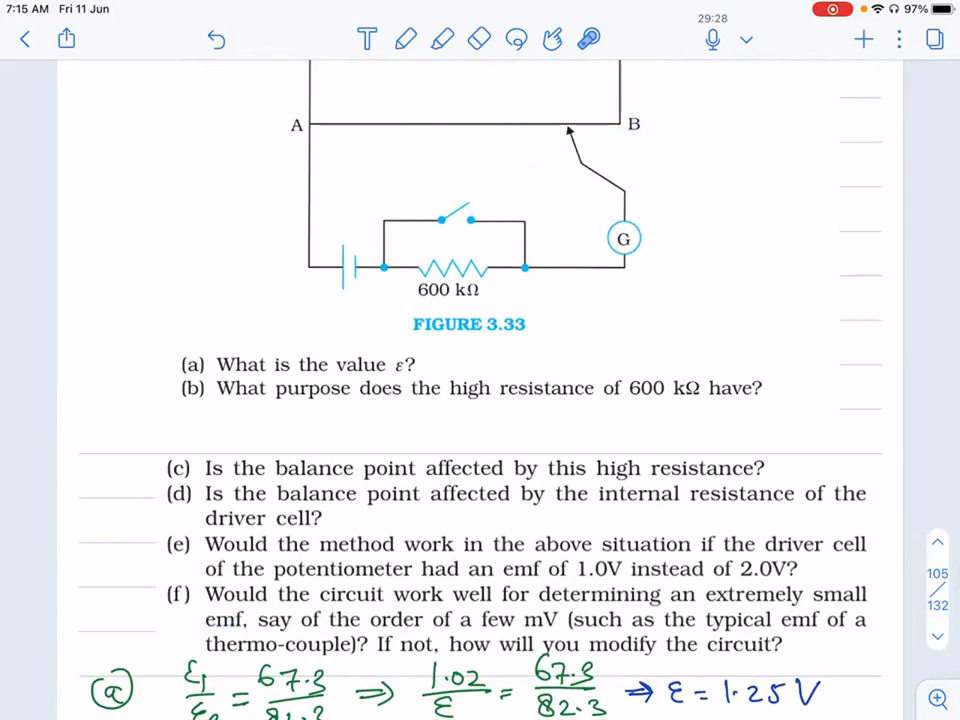 7:15 AM Fri 11 Jun
97%
29:28
A
B
G
600 kΩ
FIGURE 3.33
(a) What is the value ε?
(b) What purpose does the high resistance of 600 kΩ have?
(c) Is the balance point affected by this high resistance?
(d) Is the balance point affected by the internal resistance of the
driver cell?
(e) Would the method work in the above situation if the driver cell
of the potentiometer had an emf of 1.0V instead of 2.0V?
(f) Would the circuit work well for determining an extremely small
emf, say of the order of a few mV (such as the typical emf of a
thermo-couple)? If not, how will you modify the circuit?
105
/
132
(a) ε1 = 67.3 ⇒ 1.02 = 67.3 ⇒ ε = 1.25 V
ε 82.3